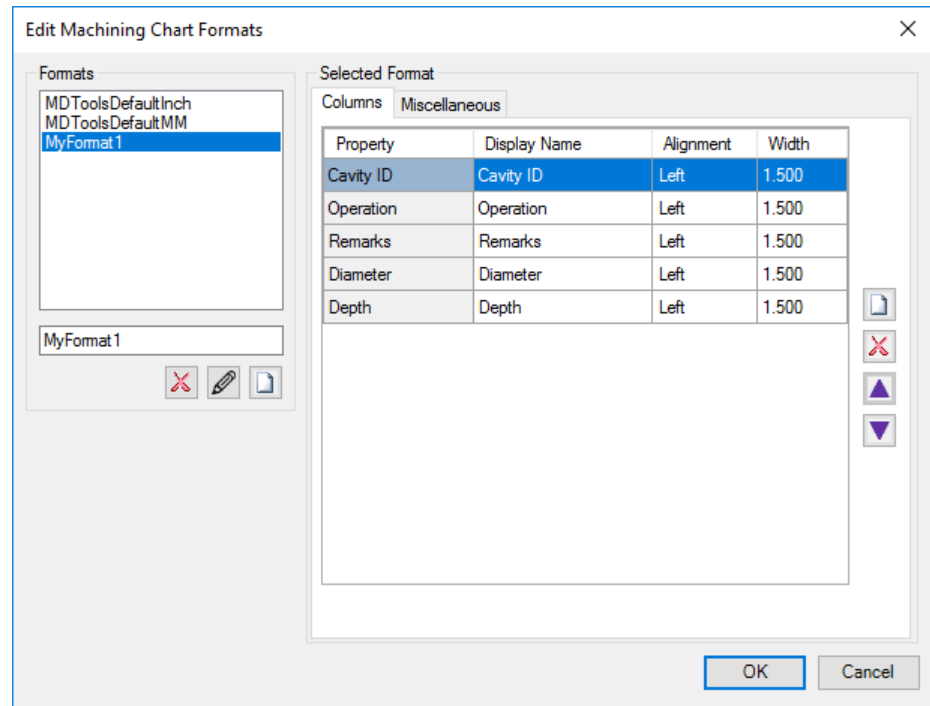 Edit Machining Chart Formats
Formats
MDToolsDefaultInch
MDToolsDefaultMM
MyFormat1
MyFormat1
Selected Format
Columns Miscellaneous
Property Display Name Alignment Width
Cavity ID Cavity ID Left 1.500
Operation Operation Left 1.500
Remarks Remarks Left 1.500
Diameter Diameter Left 1.500
Depth Depth Left 1.500
OK Cancel